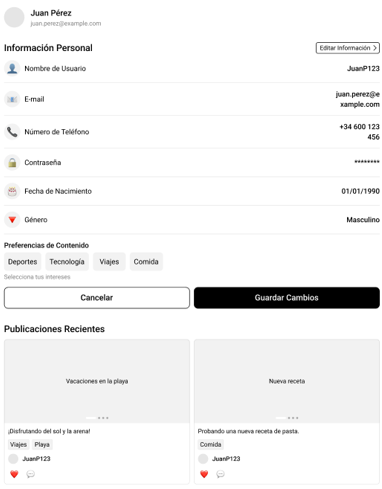 Juan Pérez
juan.perez@example.com
Información Personal
Editar Información
Nombre de Usuario
JuanP123
E-mail
juan.perez@e
xample.com
Número de Teléfono
+34 600 123
456
Contraseña
********
Fecha de Nacimiento
01/01/1990
Género
Masculino
Preferencias de Contenido
Deportes
Tecnología
Viajes
Comida
Selecciona tus intereses
Cancelar
Guardar Cambios
Publicaciones Recientes
Vacaciones en la playa
¡Disfrutando del sol y la arena!
Viajes
Playa
JuanP123
Nueva receta
Probando una nueva receta de pasta.
Comida
JuanP123